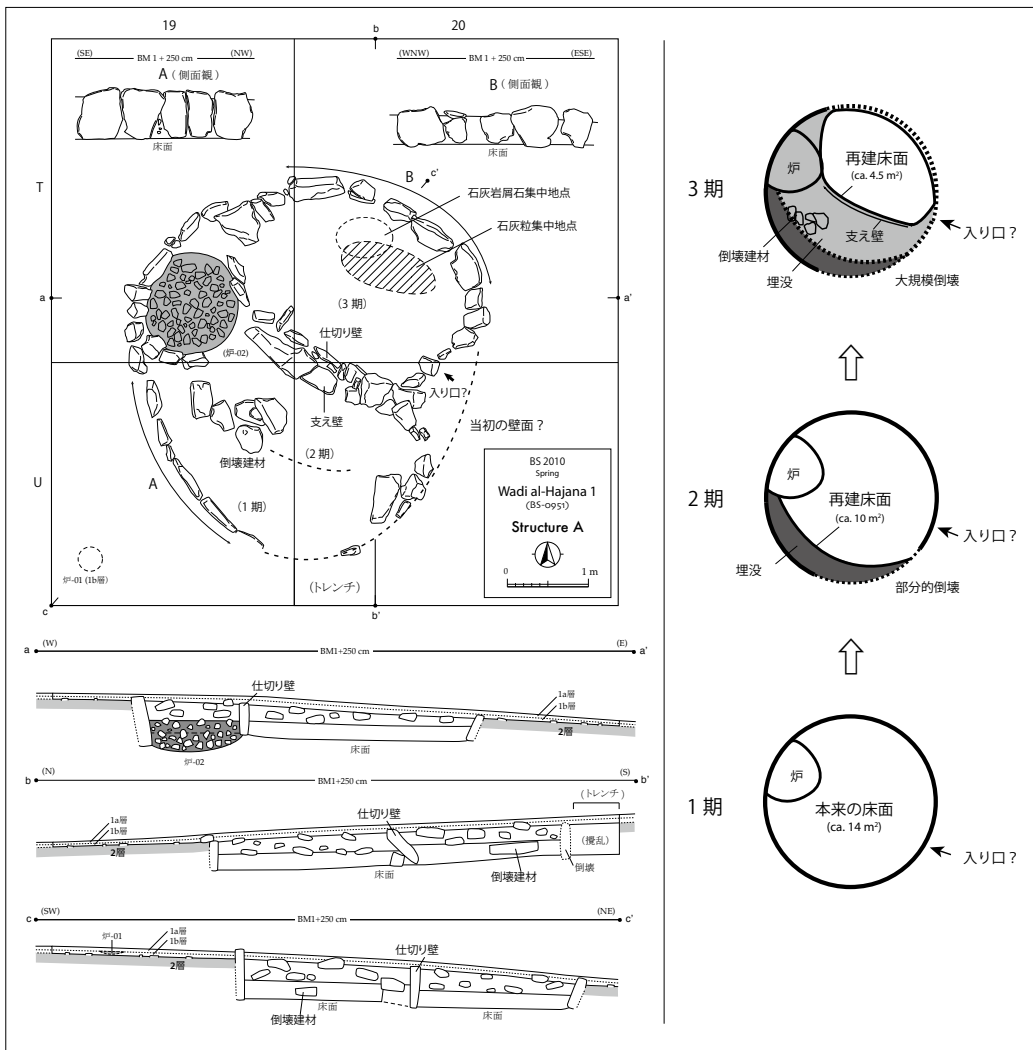 19
20
b
(SE)
BM 1 + 250 cm
(NW)
A (側面観)
床面
(WNW)
BM 1 + 250 cm
(ESE)
B (側面観)
床面
T
B
c'
石灰岩屑石集中地点
石灰粒集中地点
a
a'
(3 期)
仕切り壁
(炉-02)
入り口?
支え壁
当初の壁面?
倒壊建材
(2 期)
U
A
(1 期)
炉-01 (1b層)
(トレンチ)
c
b'
BS 2010
Spring
Wadi al-Hajana 1
(BS-0951)
Structure A
0
1 m
a
(W)
BM1+250 cm
(E)
a'
仕切り壁
1a層
1b層
2層
床面
炉-02
b
(N)
BM1+250 cm
(S)
b'
(トレンチ)
仕切り壁
1a層
1b層
2層
(攪乱)
床面
倒壊建材
倒壊
c
(SW)
BM1+250 cm
(NE)
c'
炉-01
1a層
1b層
2層
仕切り壁
床面
倒壊建材
床面
3 期
炉
再建床面
(ca. 4.5 m²)
支え壁
入り口?
倒壊建材
埋没
大規模倒壊
2 期
炉
再建床面
(ca. 10 m²)
入り口?
埋没
部分的倒壊
1 期
炉
本来の床面
(ca. 14 m²)
入り口?